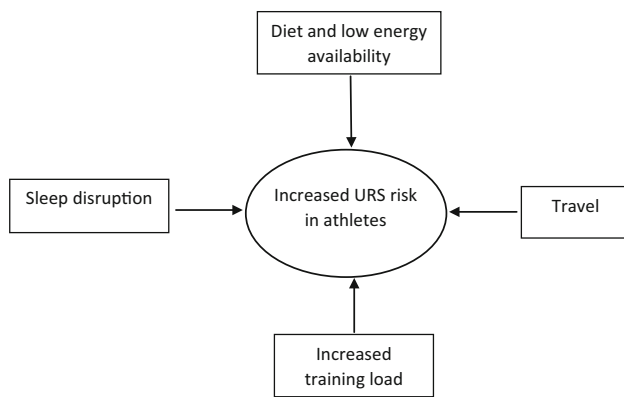 Diet and low energy
availability
Sleep disruption
Increased URS risk
in athletes
Travel
Increased
training load